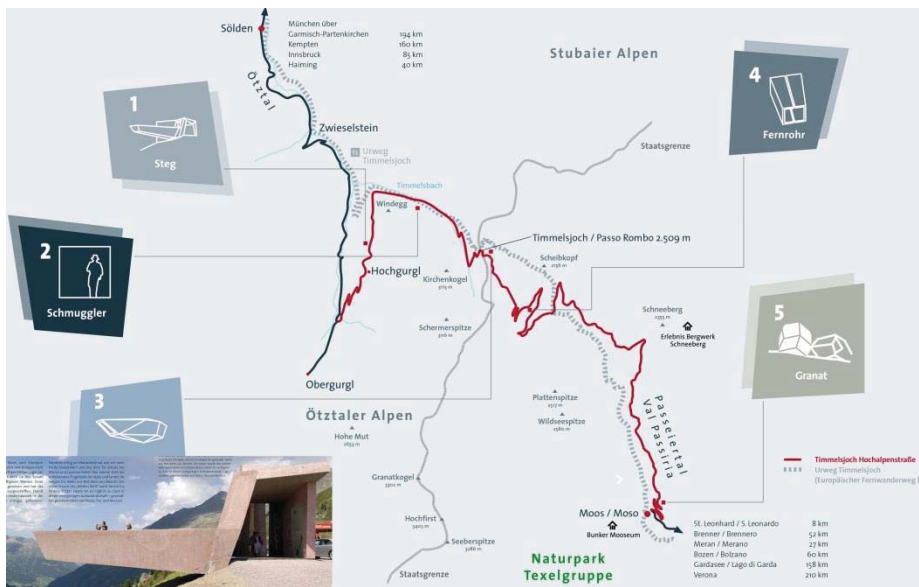 Sölden
München über
Garmisch-Partenkirchen 194 km
Kempten 160 km
Innsbruck 85 km
Haiming 40 km
Stubaier Alpen
4
Fernrohr
Ötztal
1
Steg
Zwieselstein
Urweg
Timmelsjoch
Staatsgrenze
Timmelsbach
Windegg
2
Schmuggler
Timmelsjoch / Passo Rombo 2.509 m
Scheibkopf
Hochgurgl
Kirchenkogel
Schneeberg
Erlebnis Bergwerk
Schneeberg
5
Granat
Schermerspitze
Obergurgl
3
Ötztaler Alpen
Hohe Mut
Plattenspitze
Wildseespitze
Passeiertal
Val Passiria
Timmelsjoch Hochalpenstraße
Urweg Timmelsjoch
(Europäischer Fernwanderweg
Granatkogel
Hochfirst
Seeberspitze
Staatsgrenze
Moos / Moso
Bunker Mooseum
Naturpark
Texelgruppe
St. Leonhard / S. Leonardo 8 km
Brenner / Brennero 52 km
Meran / Merano 27 km
Bozen / Bolzano 60 km
Gardasee / Lago di Garda 158 km
Verona 210 km